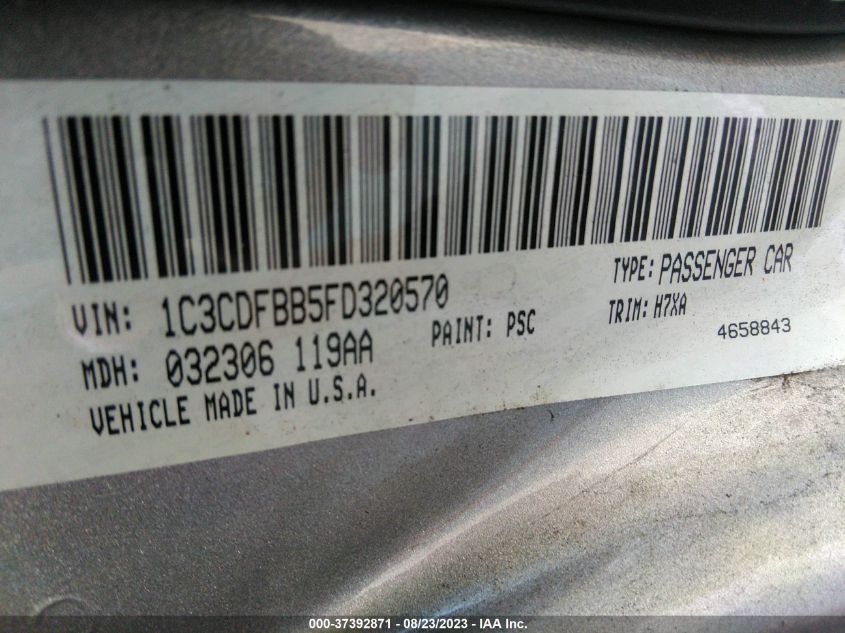 VIN: 1C3CDFBB5FD320570
TYPE: PASSENGER CAR
MDH: 032306 119AA
PAINT: PSC
TRIM: H7XA
VEHICLE MADE IN U.S.A.
4658843
000-37392871 - 08/23/2023 - IAA Inc.